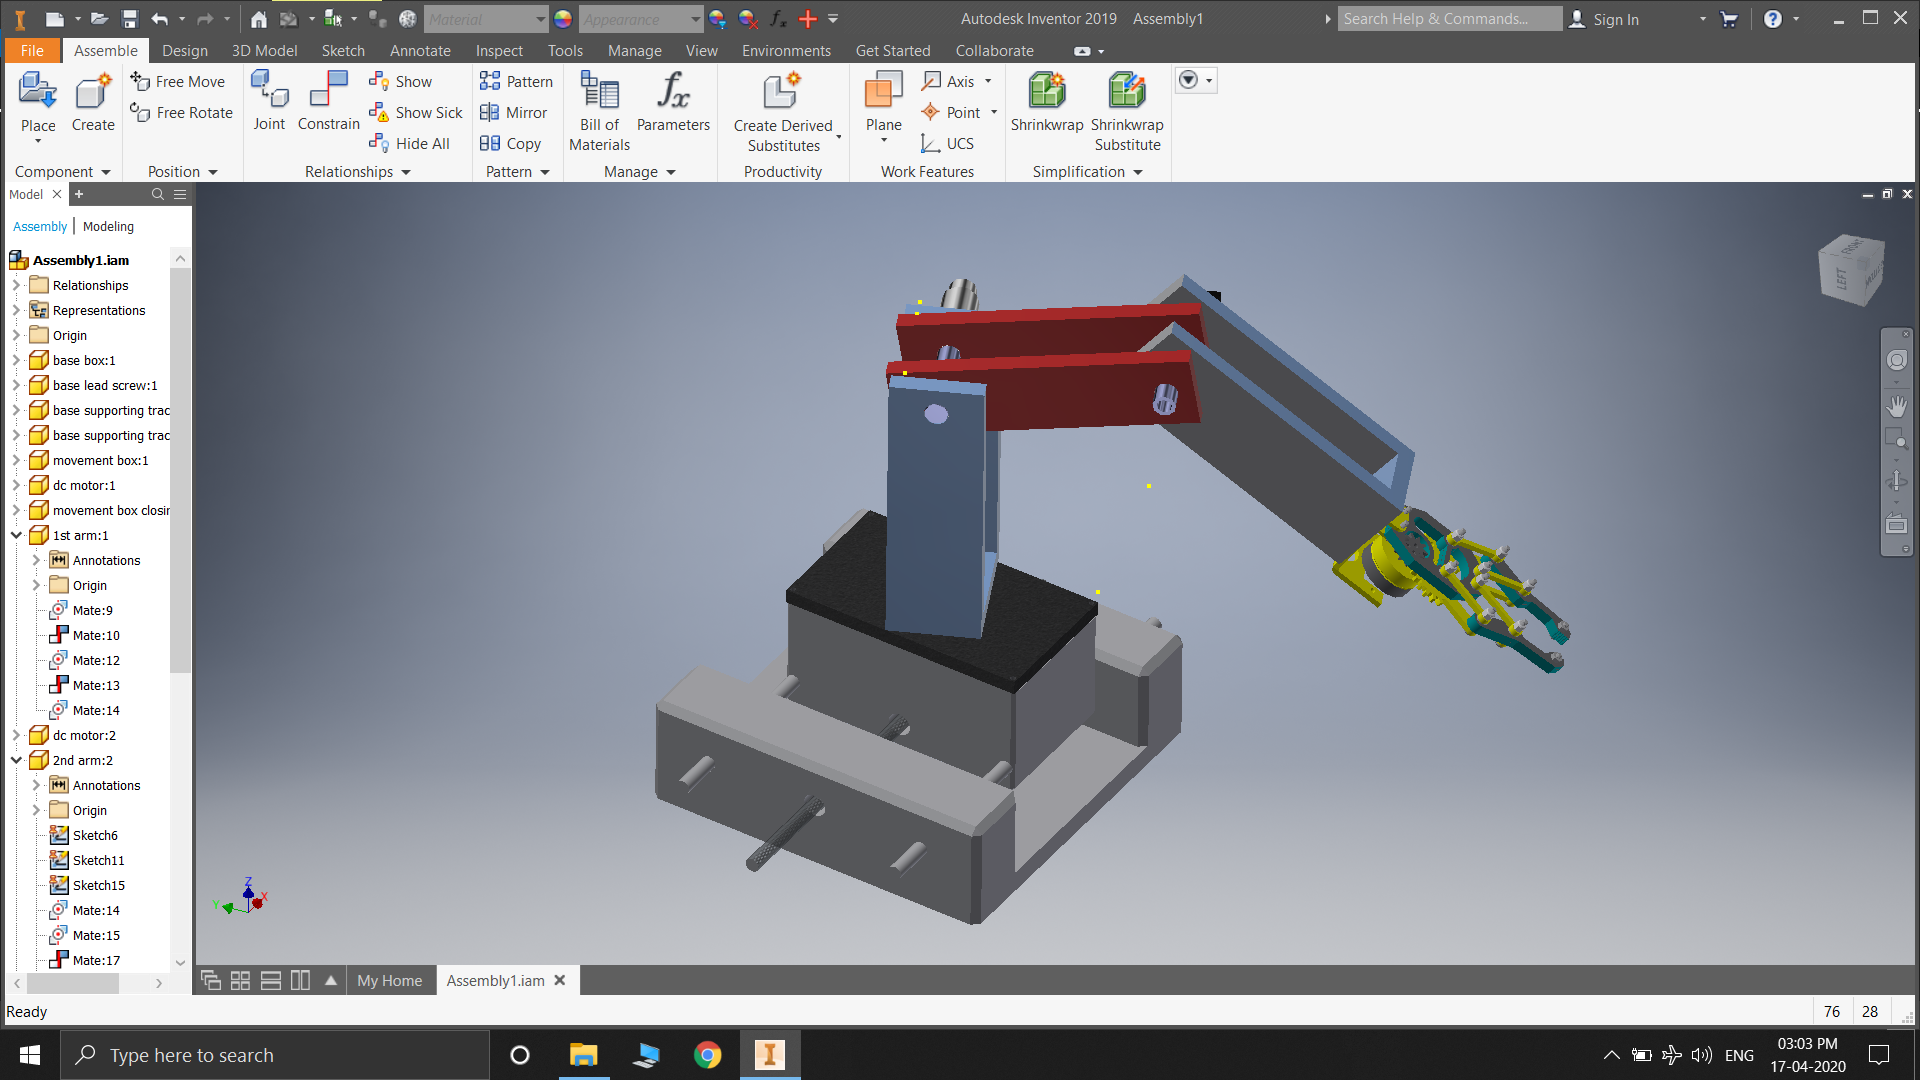 Material
Appearance
fx
Autodesk Inventor 2019 Assembly1
Search Help & Commands...
Sign In
File Assemble Design 3D Model Sketch Annotate Inspect Tools Manage View Environments Get Started Collaborate
Place
Create
Free Move
Free Rotate
Joint
Constrain
Show
Show Sick
Hide All
Pattern
Mirror
Copy
Bill of
Materials
fx
Parameters
Create Derived
Substitutes
Plane
Axis
Point
UCS
Shrinkwrap
Shrinkwrap
Substitute
Component Position Relationships Pattern Manage Productivity Work Features Simplification
Model
Assembly | Modeling
Assembly1.iam
Relationships
Representations
Origin
base box:1
base lead screw:1
base supporting trac
base supporting trac
movement box:1
dc motor:1
movement box closin
1st arm:1
Annotations
Origin
Mate:9
Mate:10
Mate:12
Mate:13
Mate:14
dc motor:2
2nd arm:2
Annotations
Origin
Sketch6
Sketch11
Sketch15
Mate:14
Mate:15
Mate:17
FRONT
LEFT
Z
X
Y
My Home
Assembly1.iam
Ready
76 28
Type here to search
ENG
03:03 PM
17-04-2020